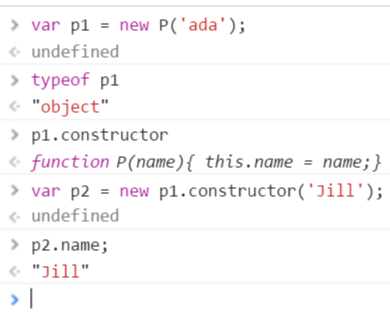 > var p1 = new P('ada');
< undefined
> typeof p1
< "object"
> p1.constructor
< function P(name){ this.name = name;}
> var p2 = new p1.constructor('Jill');
< undefined
> p2.name;
< "Jill"
>